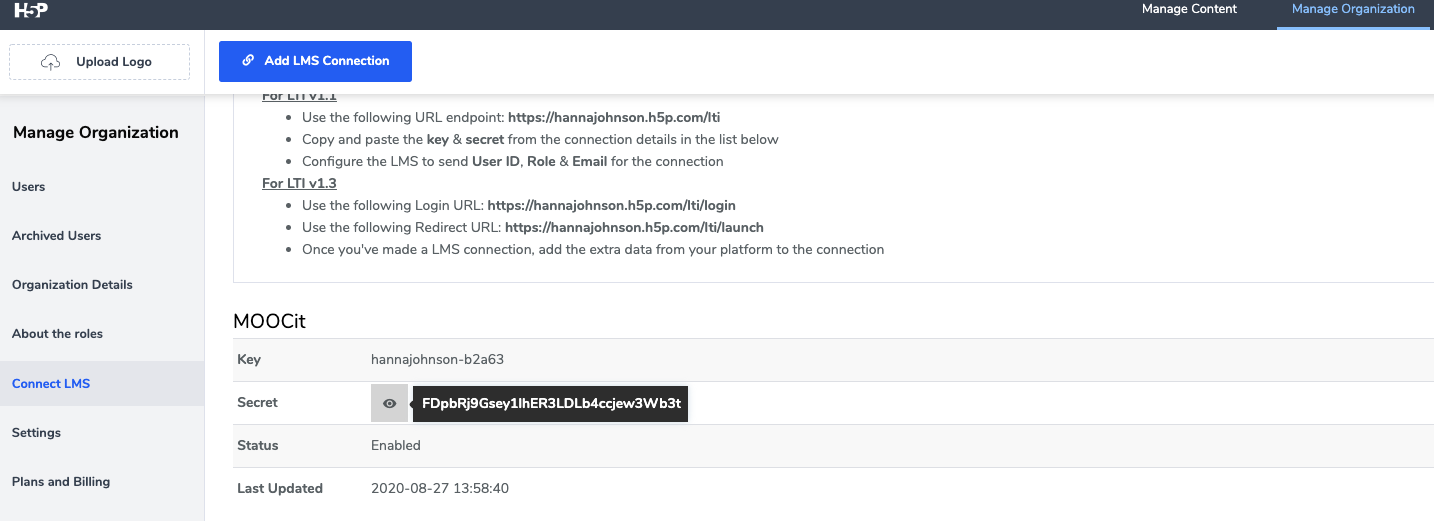 H5P
Manage Content
Manage Organization
Upload Logo
Add LMS Connection
Manage Organization
Users
Archived Users
Organization Details
About the roles
Connect LMS
Settings
Plans and Billing
For LTI v1.1
Use the following URL endpoint: https://hannajohnson.h5p.com/lti
Copy and paste the key & secret from the connection details in the list below
Configure the LMS to send User ID, Role & Email for the connection
For LTI v1.3
Use the following Login URL: https://hannajohnson.h5p.com/lti/login
Use the following Redirect URL: https://hannajohnson.h5p.com/lti/launch
Once you've made a LMS connection, add the extra data from your platform to the connection
MOOCit
Key hannajohnson-b2a63
Secret FDpbRj9Gsey1lhER3LDLb4ccjew3Wb3t
Status Enabled
Last Updated 2020-08-27 13:58:40